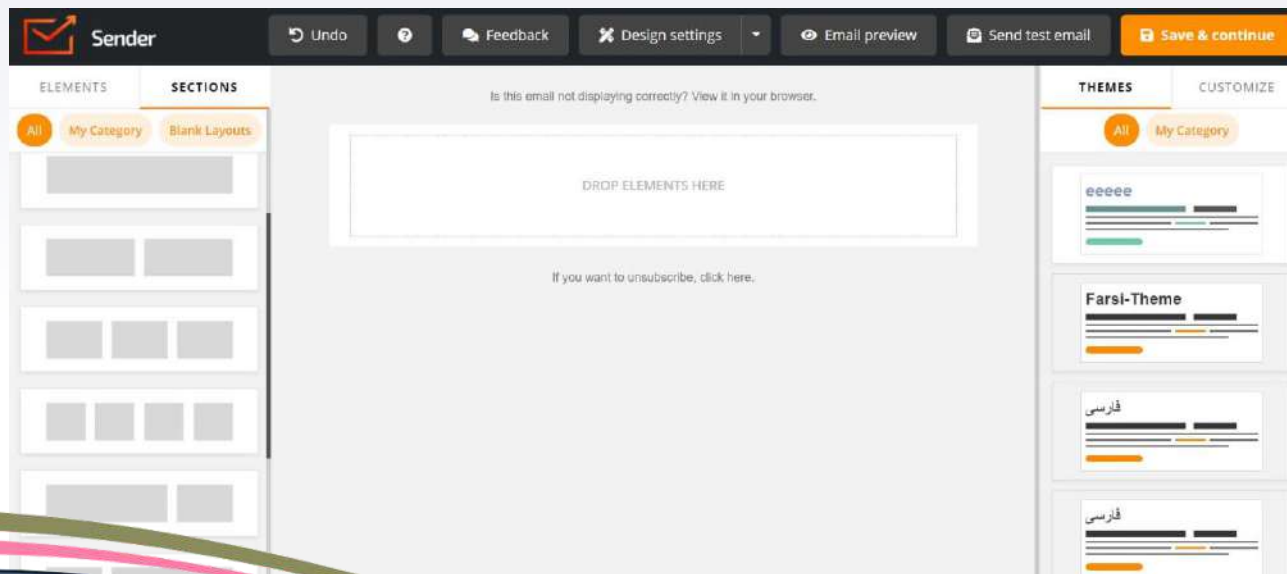 Sender
Undo
Feedback
Design settings
Email preview
Send test email
Save & continue
ELEMENTS
SECTIONS
All
My Category
Blank Layouts
Is this email not displaying correctly? View it in your browser.
DROP ELEMENTS HERE
If you want to unsubscribe, click here.
THEMES
CUSTOMIZE
All
My Category
eeeee
Farsi-Theme
فارسی
فارسی